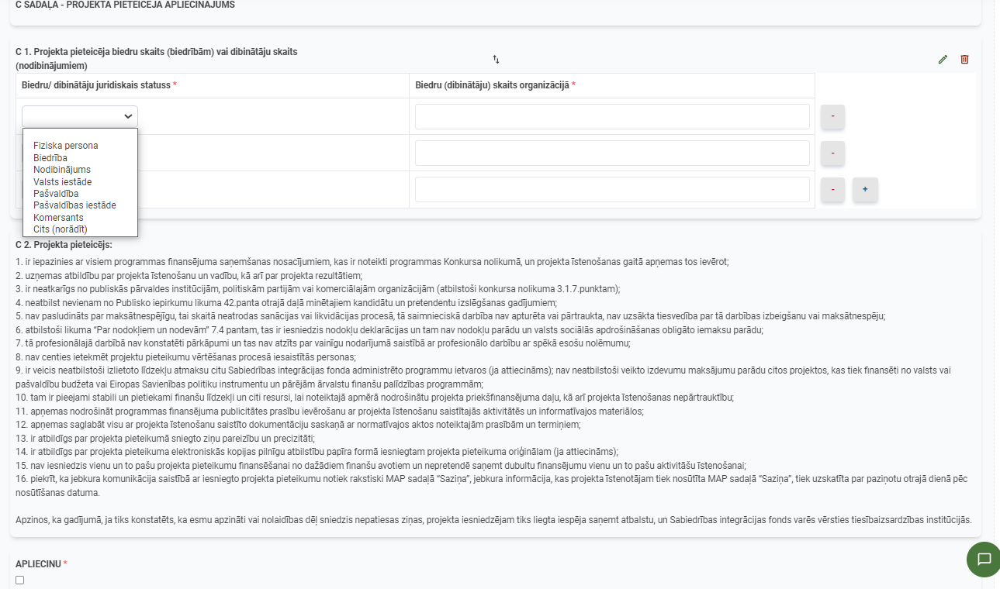 C SADAĻA - PROJEKTA PIETEICĒJA APLIECINĀJUMS
C 1. Projekta pieteicēja biedru skaits (biedrībām) vai dibinātāju skaits
(nodibinājumiem)
Biedru/ dibinātāju juridiskais statuss *
Biedru (dibinātāju) skaits organizācijā *
-
Fiziska persona
Biedrība
Nodibinājums
Valsts iestāde
Pašvaldība
Pašvaldības iestāde
Komersants
Cits (norādīt)
-
- +
C 2. Projekta pieteicējs:
1. ir iepazinies ar visiem programmas finansējuma saņemšanas nosacījumiem, kas ir noteikti programmas Konkursa nolikumā, un projekta īstenošanas gaitā apņemas tos ievērot;
2. uzņemas atbildību par projekta īstenošanu un vadību, kā arī par projekta rezultātiem;
3. ir neatkarīgs no publiskās pārvaldes institūcijām, politiskām partijām vai komerciālajām organizācijām (atbilstoši konkursa nolikuma 3.1.7.punktam);
4. neatbilst nevienam no Publisko iepirkumu likuma 42.panta otrajā daļā minētajiem kandidātu un pretendentu izslēgšanas gadījumiem;
5. nav pasludināts par maksātnespējīgu, tai skaitā neatrodas sanācijas vai likvidācijas procesā, tā saimnieciskā darbība nav apturēta vai pārtraukta, nav uzsākta tiesvedība par tā darbības izbeigšanu vai maksātnespēju;
6. atbilstoši likuma “Par nodokļiem un nodevām” 7.4 pantam, tas ir iesniedzis nodokļu deklarācijas un tam nav nodokļu parādu un valsts sociālās apdrošināšanas obligāto iemaksu parādu;
7. tā profesionālajā darbībā nav konstatēti pārkāpumi un tas nav atzīts par vainīgu nodarījumā saistībā ar profesionālo darbību ar spēkā esošu nolēmumu;
8. nav centies ietekmēt projektu pieteikumu vērtēšanas procesā iesaistītās personas;
9. ir veicis neatbilstoši izlietoto līdzekļu atmaksu citu Sabiedrības integrācijas fonda administrēto programmu ietvaros (ja attiecināms); nav neatbilstoši veikto izdevumu maksājumu parādu citos projektos, kas tiek finansēti no valsts vai
pašvaldību budžeta vai Eiropas Savienības politiku instrumentu un pārējām ārvalstu finanšu palīdzības programmām;
10. tam ir pieejami stabili un pietiekami finanšu līdzekļi un citi resursi, lai noteiktajā apmērā nodrošinātu projekta priekšfinansējuma daļu, kā arī projekta īstenošanas nepārtrauktību;
11. apņemas nodrošināt programmas finansējuma publicitātes prasību ievērošanu ar projekta īstenošanu saistītajās aktivitātēs un informatīvajos materiālos;
12. apņemas saglabāt visu ar projekta īstenošanu saistīto dokumentāciju saskaņā ar normatīvajos aktos noteiktajām prasībām un termiņiem;
13. ir atbildīgs par projekta pieteikumā sniegto ziņu pareizību un precizitāti;
14. ir atbildīgs par projekta pieteikuma elektroniskās kopijas pilnīgu atbilstību papīra formā iesniegtam projekta pieteikuma oriģinālam (ja attiecināms);
15. nav iesniedzis vienu un to pašu projekta pieteikumu finansēšanai no dažādiem finanšu avotiem un nepretendē saņemt dubultu finansējumu vienu un to pašu aktivitāšu īstenošanai;
16. piekrīt, ka jebkura komunikācija saistībā ar iesniegto projekta pieteikumu notiek rakstiski MAP sadaļā “Saziņa”, jebkura informācija, kas projekta īstenotājam tiek nosūtīta MAP sadaļā “Saziņa”, tiek uzskatīta par paziņotu otrajā dienā pēc
nosūtīšanas datuma.
Apzinos, ka gadījumā, ja tiks konstatēts, ka esmu apzināti vai nolaidības dēļ sniedzis nepatiesas ziņas, projekta iesniedzējam tiks liegta iespēja saņemt atbalstu, un Sabiedrības integrācijas fonds varēs vērsties tiesībaizsardzības institūcijās.
APLIECINU *